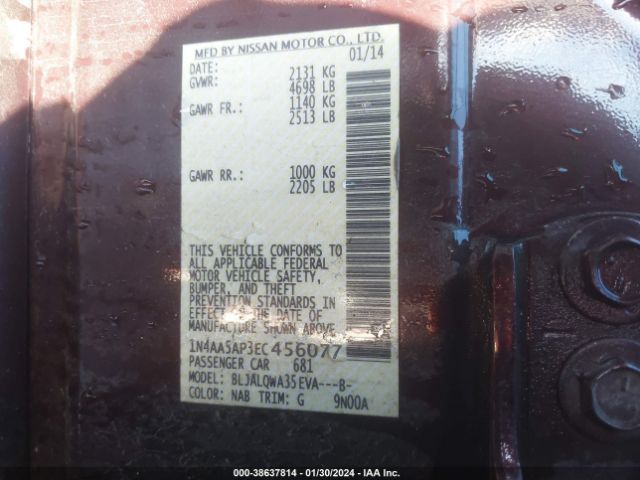 MFD BY NISSAN MOTOR CO., LTD.
DATE: 01/14
GVWR: 2131 KG
4698 LB
GAWR FR.: 1140 KG
2513 LB
GAWR RR.: 1000 KG
2205 LB
THIS VEHICLE CONFORMS TO
ALL APPLICABLE FEDERAL
MOTOR VEHICLE SAFETY,
BUMPER, AND THEFT
PREVENTION STANDARDS IN
EFFECT ON THE DATE OF
MANUFACTURE SHOWN ABOVE.
1N4AA5AP3EC456077
PASSENGER CAR 681
MODEL: BLJALQWA35EVA---B-
COLOR: NAB TRIM: G 9N00A
000-38637814 - 01/30/2024 - IAA Inc.